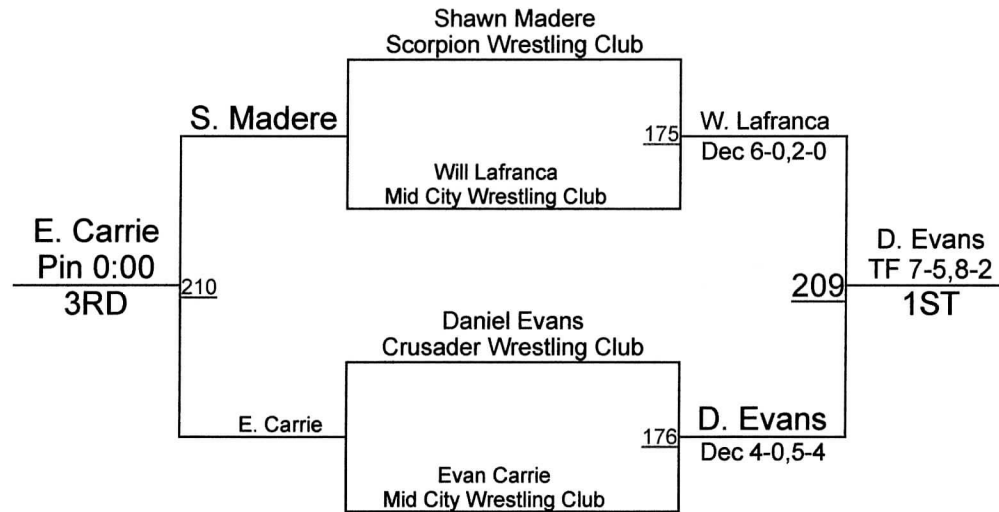 Shawn Madere
Scorpion Wrestling Club
S. Madere
175
W. Lafranca
Dec 6-0,2-0
Will Lafranca
Mid City Wrestling Club
E. Carrie
Pin 0:00
3RD
210
D. Evans
TF 7-5,8-2
1ST
209
Daniel Evans
Crusader Wrestling Club
E. Carrie
176
D. Evans
Dec 4-0,5-4
Evan Carrie
Mid City Wrestling Club